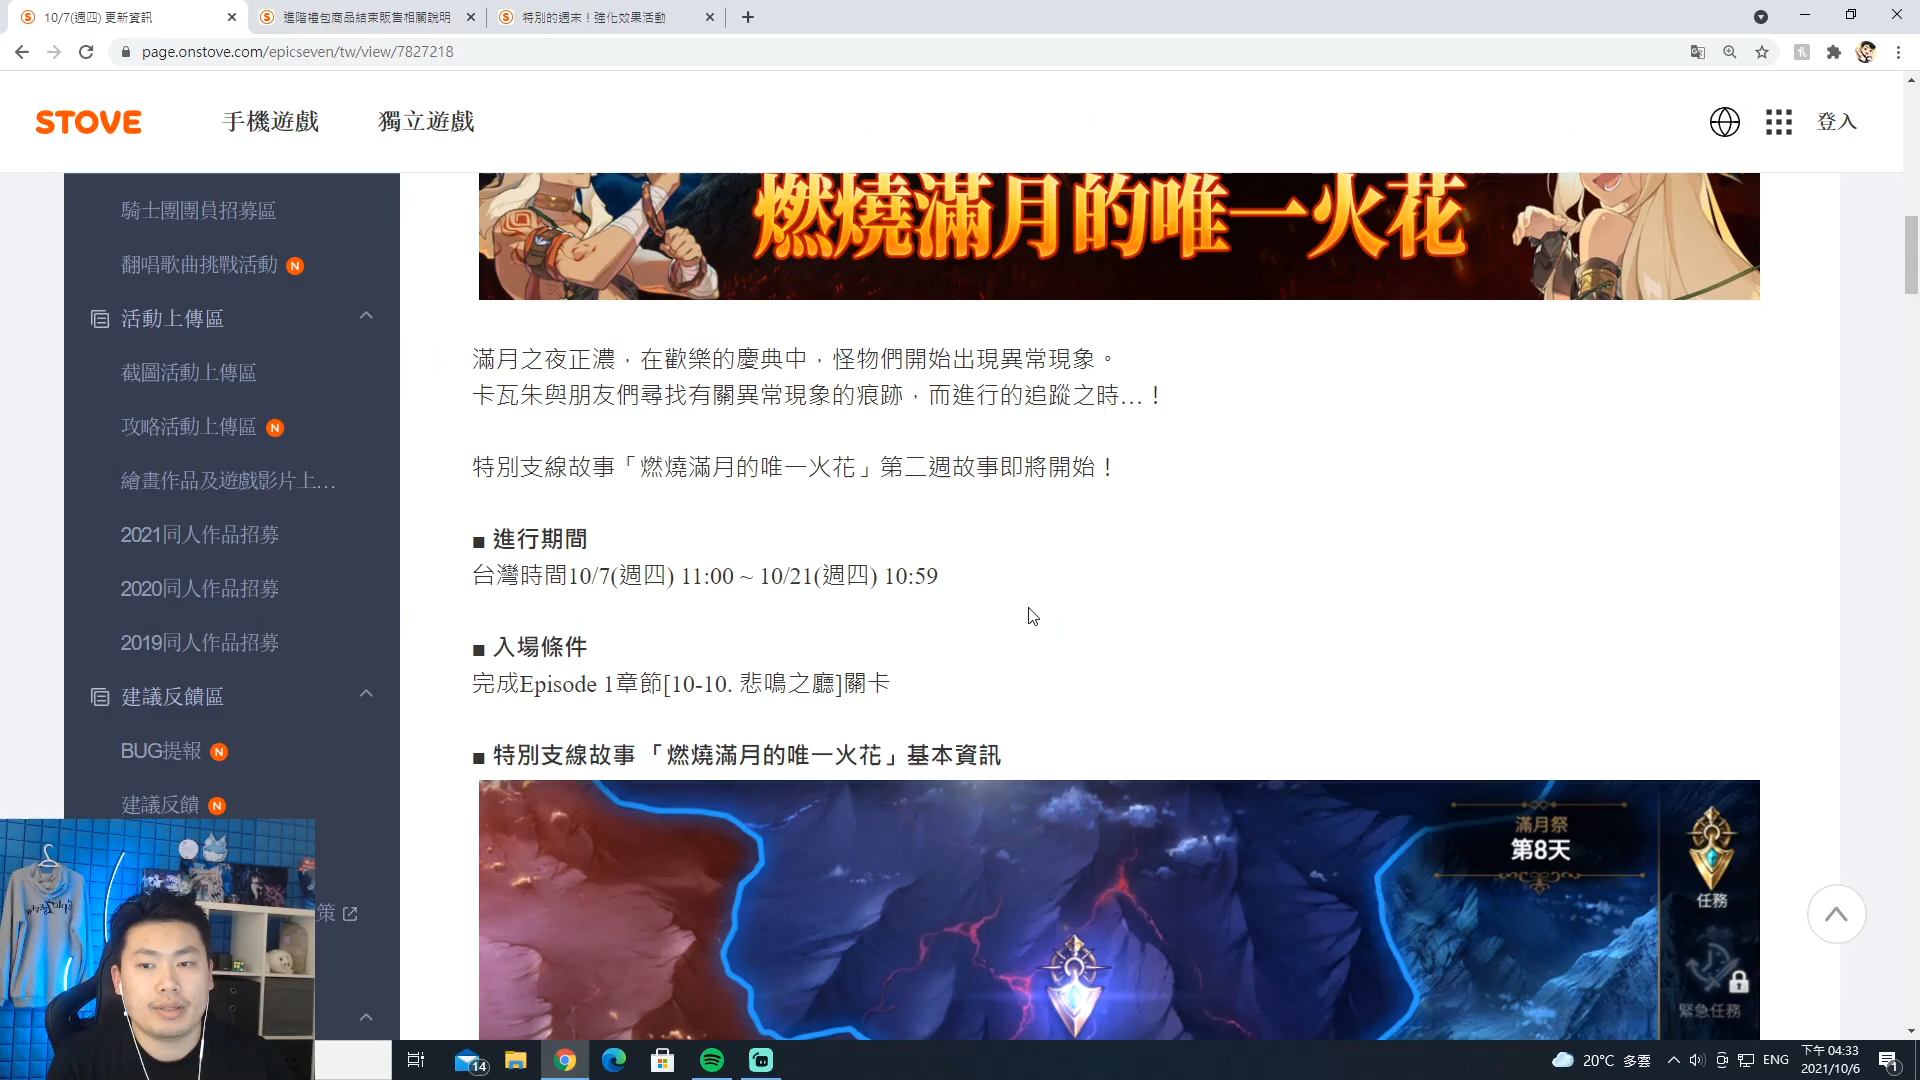 10/7(週四) 更新資訊
進階禮包商品結束販售相關說明
特別的週末！強化效果活動
page.onstove.com/epicseven/tw/view/7827218
STOVE
手機遊戲
獨立遊戲
登入
騎士團團員招募區
翻唱歌曲挑戰活動 N
活動上傳區
截圖活動上傳區
攻略活動上傳區 N
繪畫作品及遊戲影片上...
2021同人作品招募
2020同人作品招募
2019同人作品招募
建議反饋區
BUG提報 N
建議反饋 N
策
燃燒滿月的唯一火花
滿月之夜正濃，在歡樂的慶典中，怪物們開始出現異常現象。
卡瓦朱與朋友們尋找有關異常現象的痕跡，而進行的追蹤之時...！
特別支線故事「燃燒滿月的唯一火花」第二週故事即將開始！
■ 進行期間
台灣時間10/7(週四) 11:00 ~ 10/21(週四) 10:59
■ 入場條件
完成Episode 1章節[10-10. 悲鳴之廳]關卡
■ 特別支線故事 「燃燒滿月的唯一火花」基本資訊
滿月祭
第8天
任務
緊急任務
14
20°C 多雲
ENG
下午 04:33
2021/10/6
1